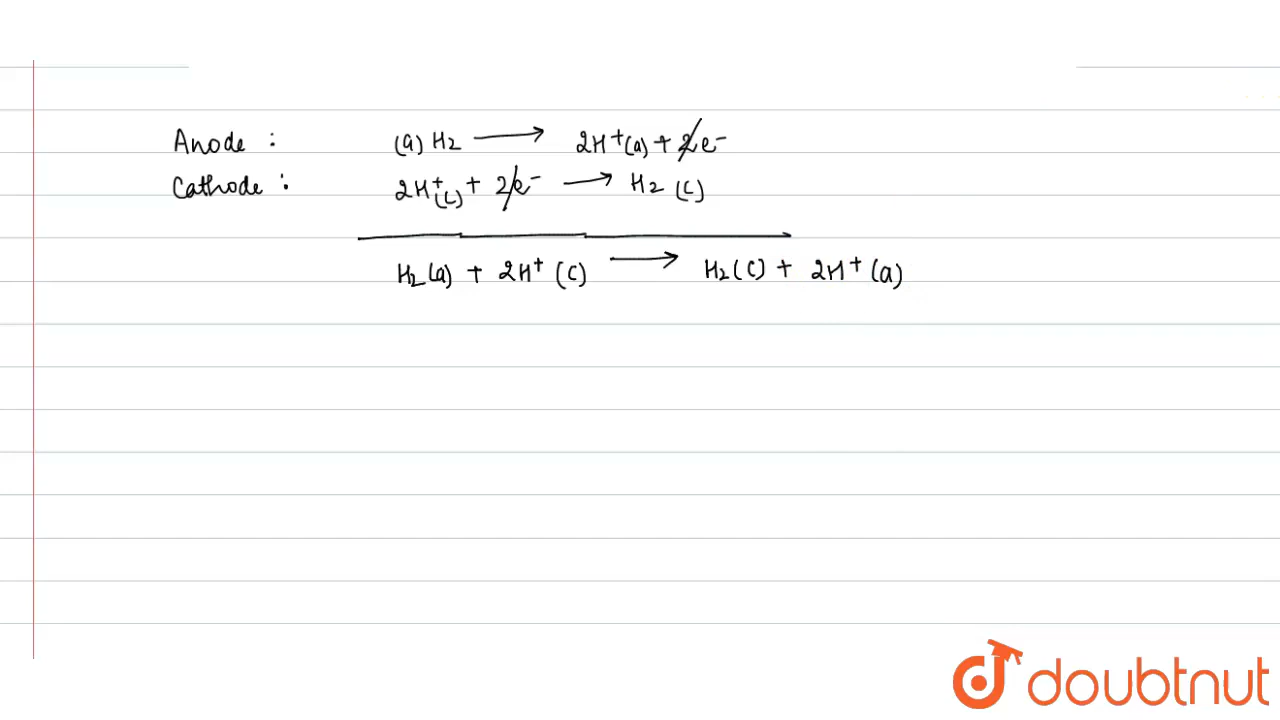 Anode : (a) H2 ⟶ 2H+(a) + 2e-
Cathode : 2H+(c) + 2e- ⟶ H2 (c)
H2(a) + 2H+ (c) ⟶ H2(c) + 2H+ (a)
doubtnut